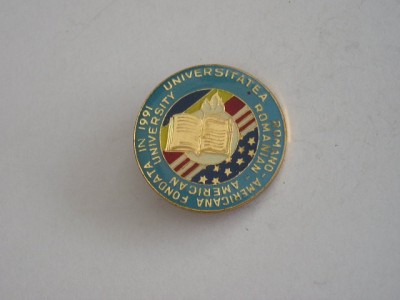 UNIVERSITATEA ROMANO-AMERICANA FONDATA IN 1991
ROMANIAN - AMERICAN UNIVERSITY